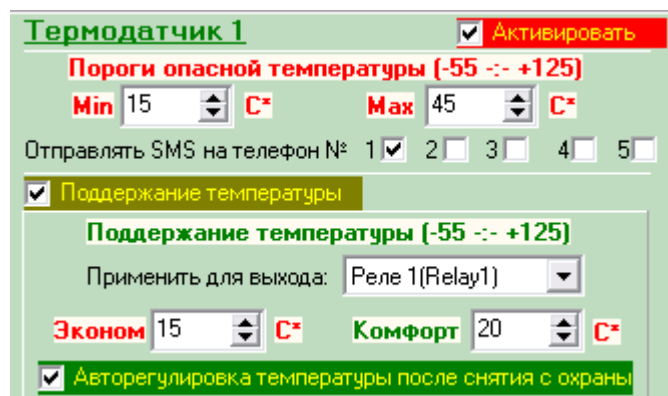 Термодатчик 1
Активировать
Пороги опасной температуры (-55 -:- +125)
Min 15 C* Max 45 C*
Отправлять SMS на телефон № 1 2 3 4 5
Поддержание температуры
Поддержание температуры (-55 -:- +125)
Применить для выхода: Реле 1(Relay1)
Эконом 15 C* Комфорт 20 C*
Авторегулировка температуры после снятия с охраны